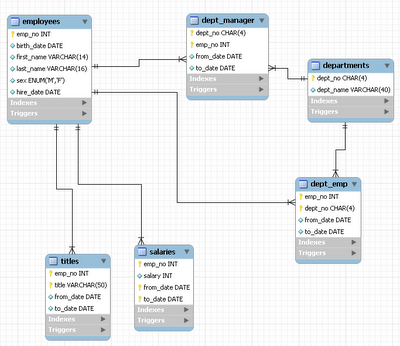 employees
emp_no INT
birth_date DATE
first_name VARCHAR(14)
last_name VARCHAR(16)
sex ENUM('M','F')
hire_date DATE
Indexes
Triggers
dept_manager
dept_no CHAR(4)
emp_no INT
from_date DATE
to_date DATE
Indexes
Triggers
departments
dept_no CHAR(4)
dept_name VARCHAR(40)
Indexes
Triggers
dept_emp
emp_no INT
dept_no CHAR(4)
from_date DATE
to_date DATE
Indexes
Triggers
titles
emp_no INT
title VARCHAR(50)
from_date DATE
to_date DATE
Indexes
Triggers
salaries
emp_no INT
salary INT
from_date DATE
to_date DATE
Indexes
Triggers